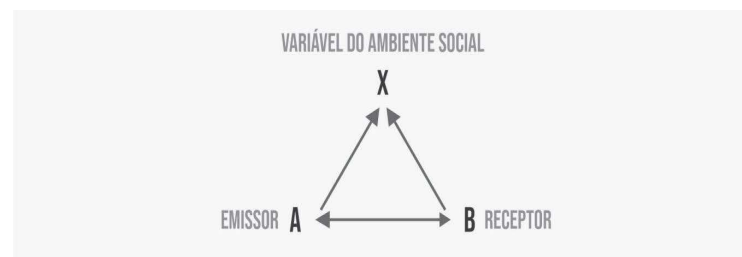 VARIÁVEL DO AMBIENTE SOCIAL
X
EMISSOR A B RECEPTOR